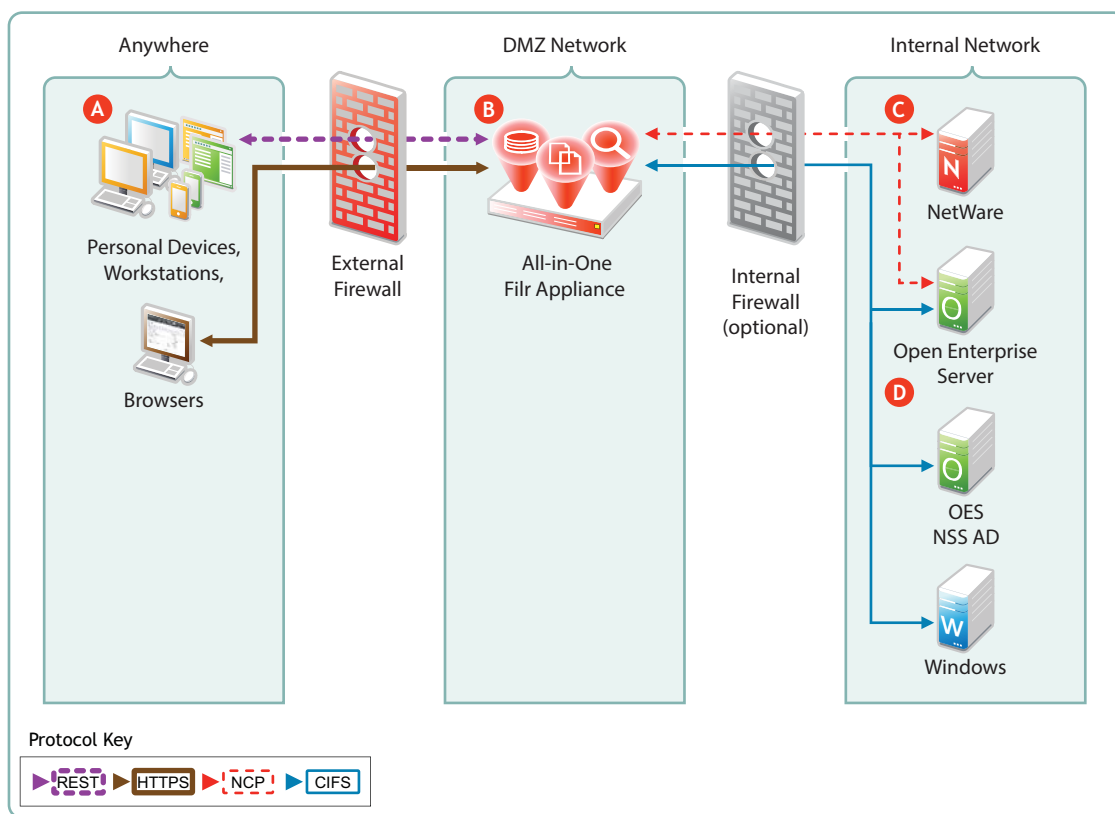 Anywhere
DMZ Network
Internal Network
A
B
C
N
NetWare
Personal Devices,
Workstations,
External
Firewall
All-in-One
Filr Appliance
Internal
Firewall
(optional)
O
Open Enterprise
Server
Browsers
D
O
OES
NSS AD
W
Windows
Protocol Key
REST
HTTPS
NCP
CIFS